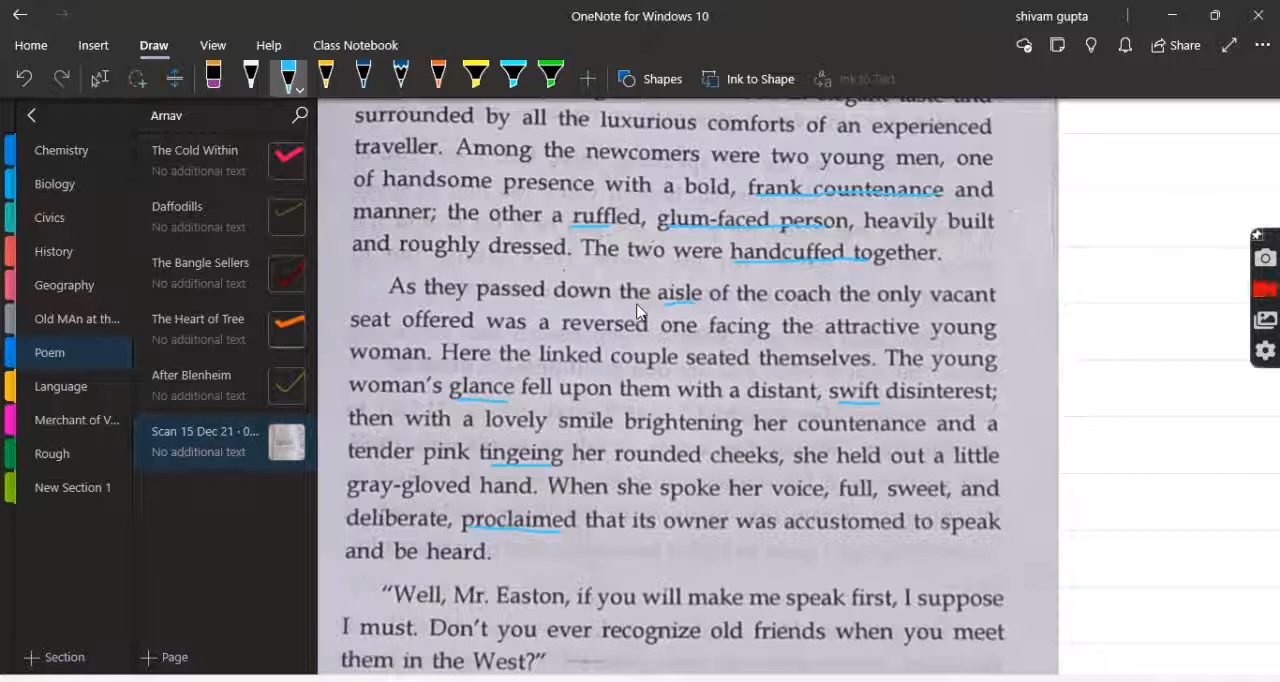 OneNote for Windows 10
shivam gupta
Home Insert Draw View Help Class Notebook
Share
Shapes Ink to Shape Ink to Text
Arnav
Chemistry
Biology
Civics
History
Geography
Old MAn at th...
Poem
Language
Merchant of V...
Rough
New Section 1
The Cold Within
No additional text
Daffodills
No additional text
The Bangle Sellers
No additional text
The Heart of Tree
No additional text
After Blenheim
No additional text
Scan 15 Dec 21 · 0...
No additional text
Section
Page
elegant taste and
surrounded by all the luxurious comforts of an experienced
traveller. Among the newcomers were two young men, one
of handsome presence with a bold, frank countenance and
manner; the other a ruffled, glum-faced person, heavily built
and roughly dressed. The two were handcuffed together.
As they passed down the aisle of the coach the only vacant
seat offered was a reversed one facing the attractive young
woman. Here the linked couple seated themselves. The young
woman's glance fell upon them with a distant, swift disinterest;
then with a lovely smile brightening her countenance and a
tender pink tingeing her rounded cheeks, she held out a little
gray-gloved hand. When she spoke her voice, full, sweet, and
deliberate, proclaimed that its owner was accustomed to speak
and be heard.
"Well, Mr. Easton, if you will make me speak first, I suppose
I must. Don't you ever recognize old friends when you meet
them in the West?"